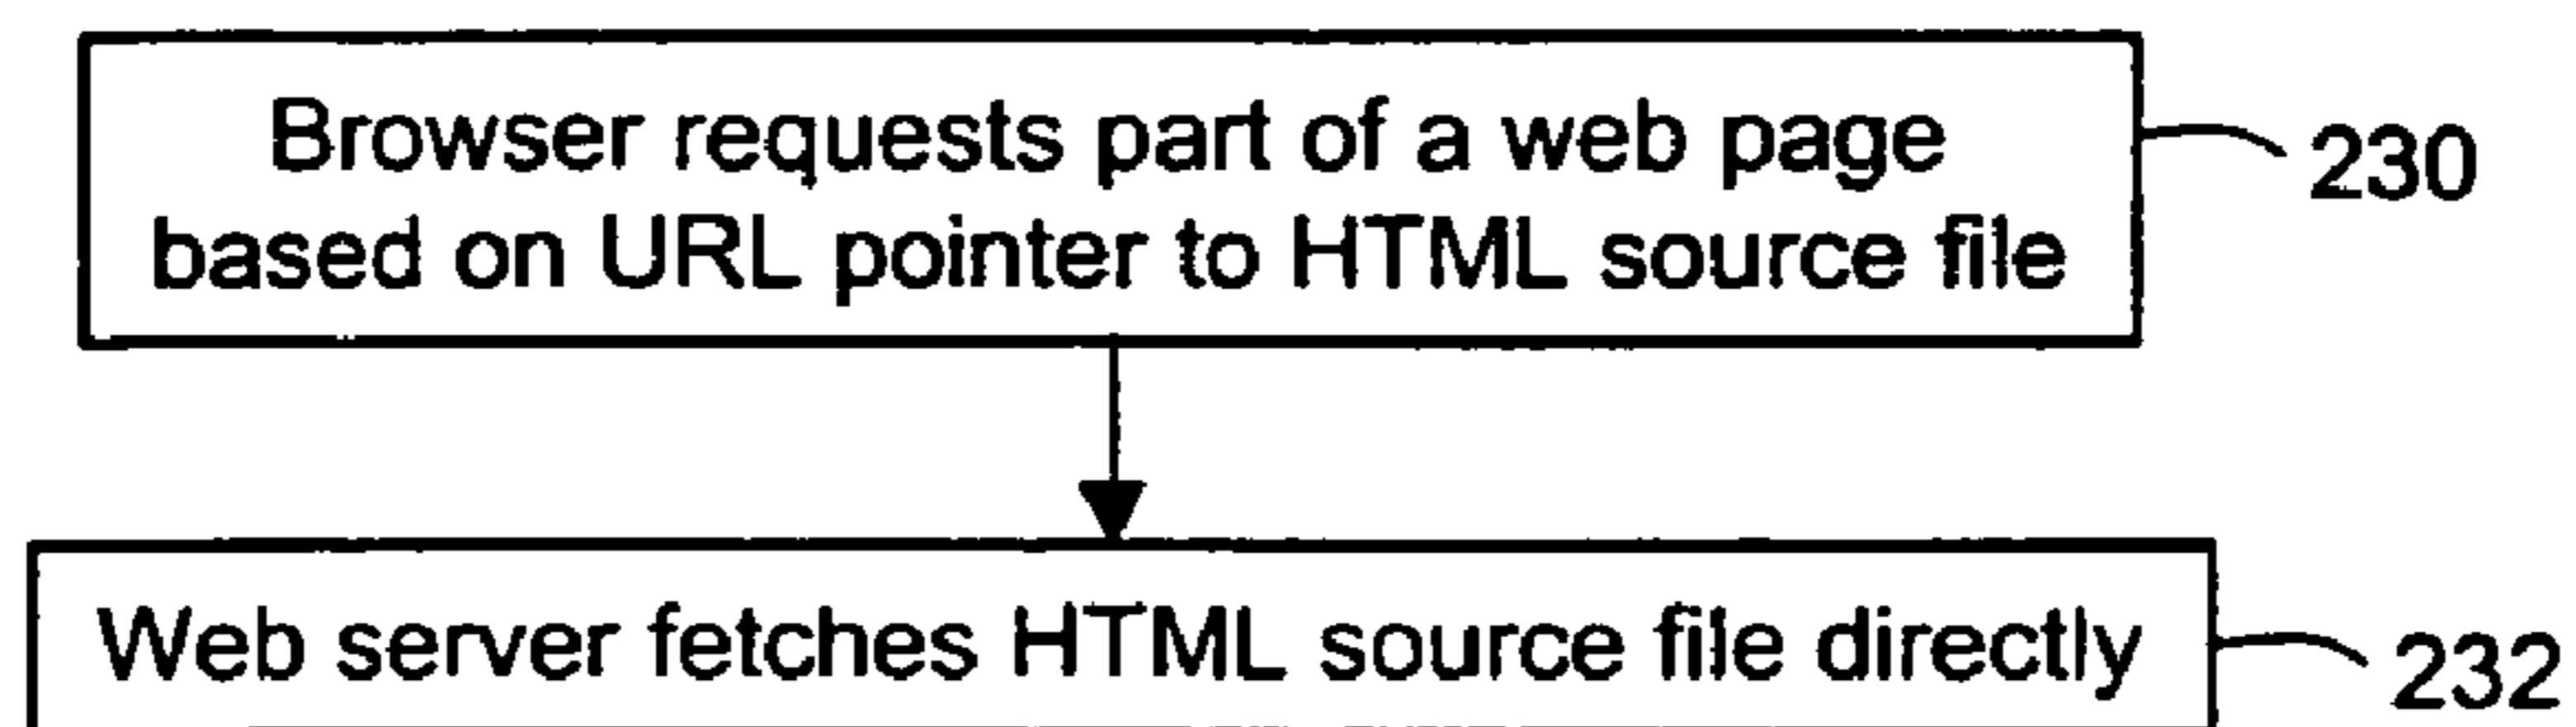 Browser requests part of a web page
based on URL pointer to HTML source file
230
Web server fetches HTML source file directly
232